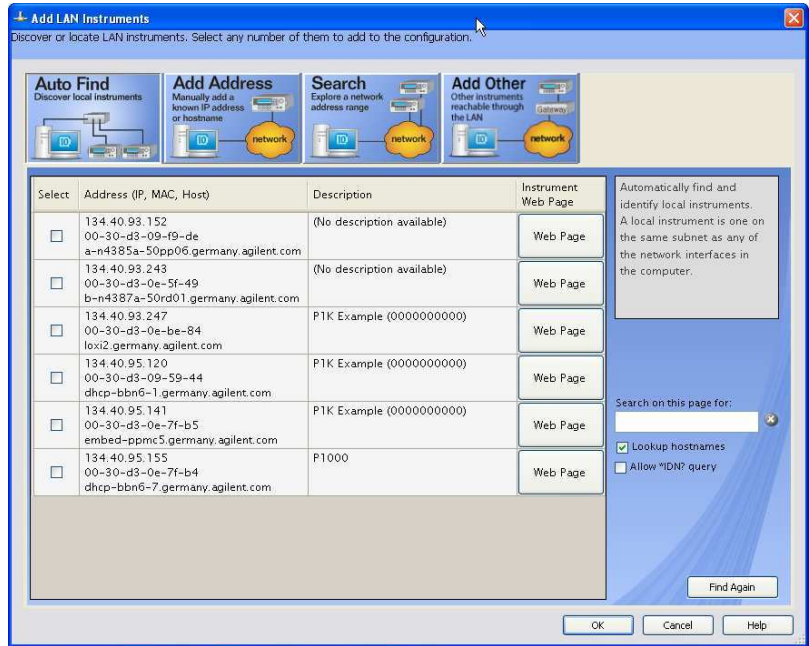 Add LAN Instruments
Discover or locate LAN instruments. Select any number of them to add to the configuration.
Auto Find
Discover local instruments
IO
Add Address
Manually add a
known IP address
or hostname
IO
network
Search
Explore a network
address range
IO
network
Add Other
Other instruments
reachable through
the LAN
Gateway
IO
network
Select
Address (IP, MAC, Host)
Description
Instrument
Web Page
134.40.93.152
00-30-d3-09-f9-de
a-n4385a-50pp06.germany.agilent.com
(No description available)
Web Page
134.40.93.243
00-30-d3-0e-5f-49
b-n4387a-50rd01.germany.agilent.com
(No description available)
Web Page
134.40.93.247
00-30-d3-0e-be-84
loxi2.germany.agilent.com
P1K Example (0000000000)
Web Page
134.40.95.120
00-30-d3-09-59-44
dhcp-bbn6-1.germany.agilent.com
P1K Example (0000000000)
Web Page
134.40.95.141
00-30-d3-0e-7f-b5
embed-ppmc5.germany.agilent.com
P1K Example (0000000000)
Web Page
134.40.95.155
00-30-d3-0e-7f-b4
dhcp-bbn6-7.germany.agilent.com
P1000
Web Page
Automatically find and
identify local instruments.
A local instrument is one on
the same subnet as any of
the network interfaces in
the computer.
Search on this page for:
Lookup hostnames
Allow *IDN? query
Find Again
OK
Cancel
Help